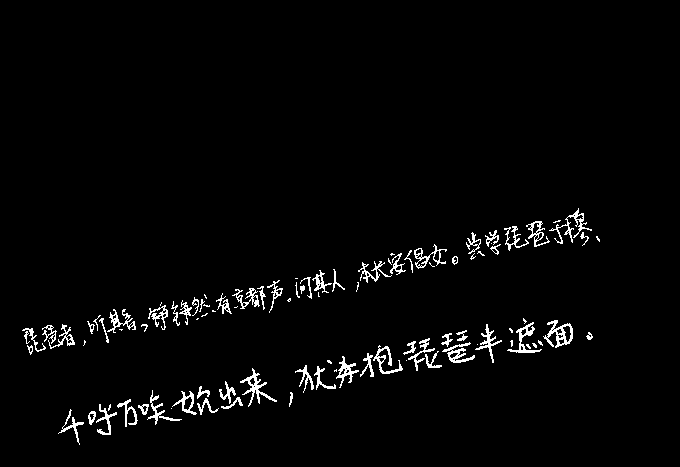 琵琶者，听其音，铮铮然有京都声。问其人，本长安倡女。尝学琵琶于穆、
千呼万唤始出来，犹奔抱琵琶半遮面。